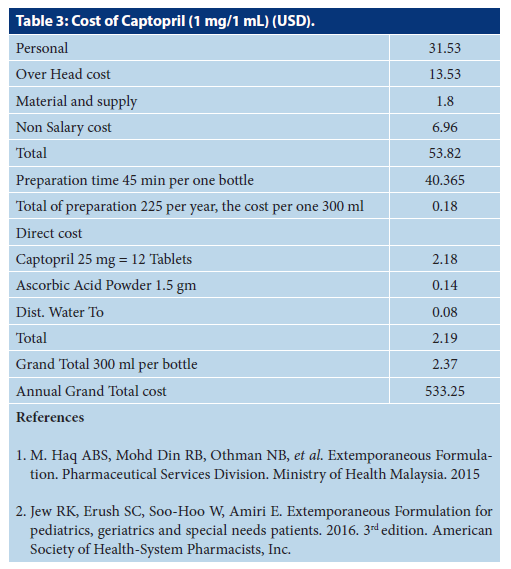 Table 3: Cost of Captopril (1 mg/1 mL) (USD).
Personal 31.53
Over Head cost 13.53
Material and supply 1.8
Non Salary cost 6.96
Total 53.82
Preparation time 45 min per one bottle 40.365
Total of preparation 225 per year, the cost per one 300 ml 0.18
Direct cost
Captopril 25 mg = 12 Tablets 2.18
Ascorbic Acid Powder 1.5 gm 0.14
Dist. Water To 0.08
Total 2.19
Grand Total 300 ml per bottle 2.37
Annual Grand Total cost 533.25
References
1. M. Haq ABS, Mohd Din RB, Othman NB, et al. Extemporaneous Formula-
tion. Pharmaceutical Services Division. Ministry of Health Malaysia. 2015
2. Jew RK, Erush SC, Soo-Hoo W, Amiri E. Extemporaneous Formulation for
pediatrics, geriatrics and special needs patients. 2016. 3rd edition. American
Society of Health-System Pharmacists, Inc.